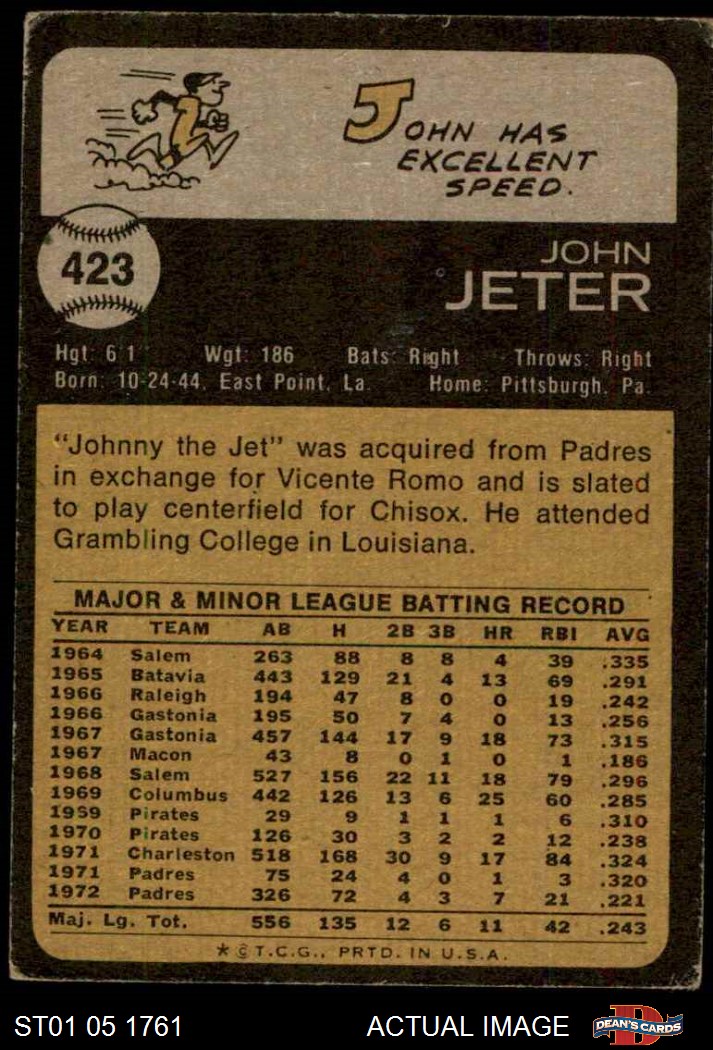 JOHN HAS
EXCELLENT
SPEED.
423
JOHN
JETER
Hgt: 6'1 Wgt: 186 Bats: Right Throws: Right
Born: 10-24-44, East Point, La. Home: Pittsburgh, Pa.
"Johnny the Jet" was acquired from Padres
in exchange for Vicente Romo and is slated
to play centerfield for Chisox. He attended
Grambling College in Louisiana.
MAJOR & MINOR LEAGUE BATTING RECORD
YEAR TEAM AB H 2B 3B HR RBI AVG
1964 Salem 263 88 8 8 4 39 .335
1965 Batavia 443 129 21 4 13 69 .291
1966 Raleigh 194 47 8 0 0 19 .242
1966 Gastonia 195 50 7 4 0 13 .256
1967 Gastonia 457 144 17 9 18 73 .315
1967 Macon 43 8 0 1 0 1 .186
1968 Salem 527 156 22 11 18 79 .296
1969 Columbus 442 126 13 6 25 60 .285
1959 Pirates 29 9 1 1 1 6 .310
1970 Pirates 126 30 3 2 2 12 .238
1971 Charleston 518 168 30 9 17 84 .324
1971 Padres 75 24 4 0 1 3 .320
1972 Padres 326 72 4 3 7 21 .221
Maj. Lg. Tot. 556 135 12 6 11 42 .243
* © T.C.G., PRTD. IN U.S.A.
ST01 05 1761 ACTUAL IMAGE D DEAN'S CARDS